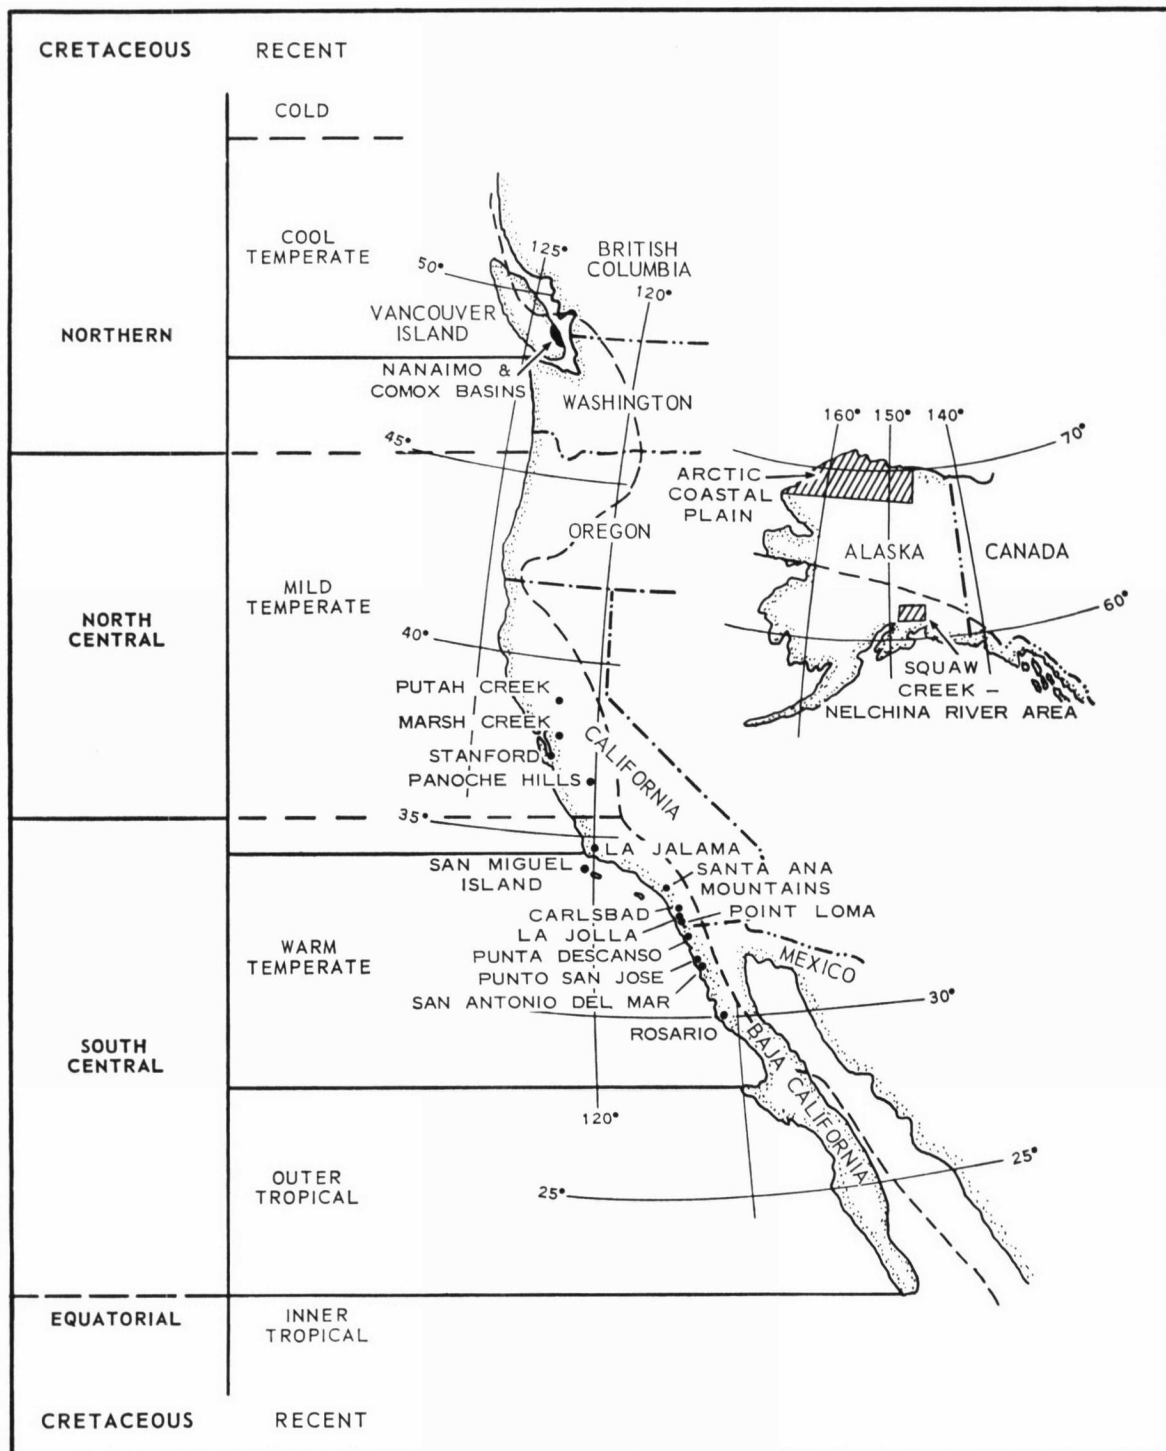 CRETACEOUS RECENT
COLD
COOL
TEMPERATE
NORTHERN
MILD
TEMPERATE
NORTH
CENTRAL
WARM
TEMPERATE
SOUTH
CENTRAL
OUTER
TROPICAL
EQUATORIAL
INNER
TROPICAL
CRETACEOUS RECENT
50°
125°
BRITISH
COLUMBIA
120°
VANCOUVER
ISLAND
NANAIMO &
COMOX BASINS
WASHINGTON
45°
OREGON
40°
PUTAH CREEK
MARSH CREEK
STANFORD
PANOCHE HILLS
CALIFORNIA
35°
LA JALAMA
SAN MIGUEL
ISLAND
SANTA ANA
MOUNTAINS
CARLSBAD
POINT LOMA
LA JOLLA
PUNTA DESCANSO
PUNTO SAN JOSE
SAN ANTONIO DEL MAR
MEXICO
30°
ROSARIO
BAJA CALIFORNIA
120°
25°
25°
160° 150° 140°
70°
ARCTIC
COASTAL
PLAIN
ALASKA
CANADA
60°
SQUAW
CREEK –
NELCHINA RIVER AREA